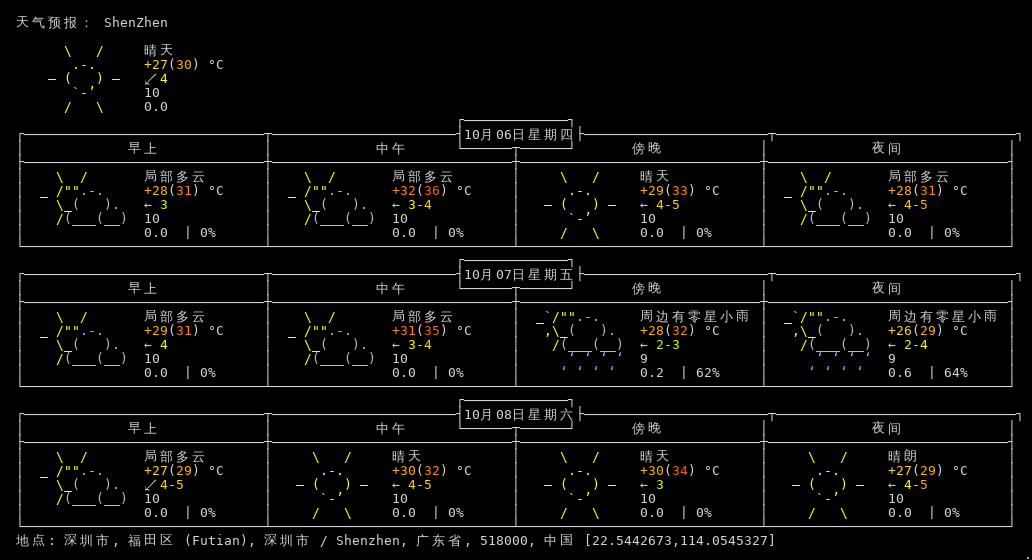 天气预报： ShenZhen
晴天
+27(30) °C
↙ 4
10
0.0
10月06日星期四
早上 中午 傍晚 夜间
局部多云 局部多云 晴天 局部多云
+28(31) °C +32(36) °C +29(33) °C +28(31) °C
← 3 ← 3-4 ← 4-5 ← 4-5
10 10 10 10
0.0 | 0% 0.0 | 0% 0.0 | 0% 0.0 | 0%
10月07日星期五
早上 中午 傍晚 夜间
局部多云 局部多云 周边有零星小雨 周边有零星小雨
+29(31) °C +31(35) °C +28(32) °C +26(29) °C
← 4 ← 3-4 ← 2-3 ← 2-4
10 10 9 9
0.0 | 0% 0.0 | 0% 0.2 | 62% 0.6 | 64%
10月08日星期六
早上 中午 傍晚 夜间
局部多云 晴天 晴天 晴朗
+27(29) °C +30(32) °C +30(34) °C +27(29) °C
↙ 4-5 ← 4-5 ← 3 ← 4-5
10 10 10 10
0.0 | 0% 0.0 | 0% 0.0 | 0% 0.0 | 0%
地点: 深圳市, 福田区 (Futian), 深圳市 / Shenzhen, 广东省, 518000, 中国 [22.5442673,114.0545327]